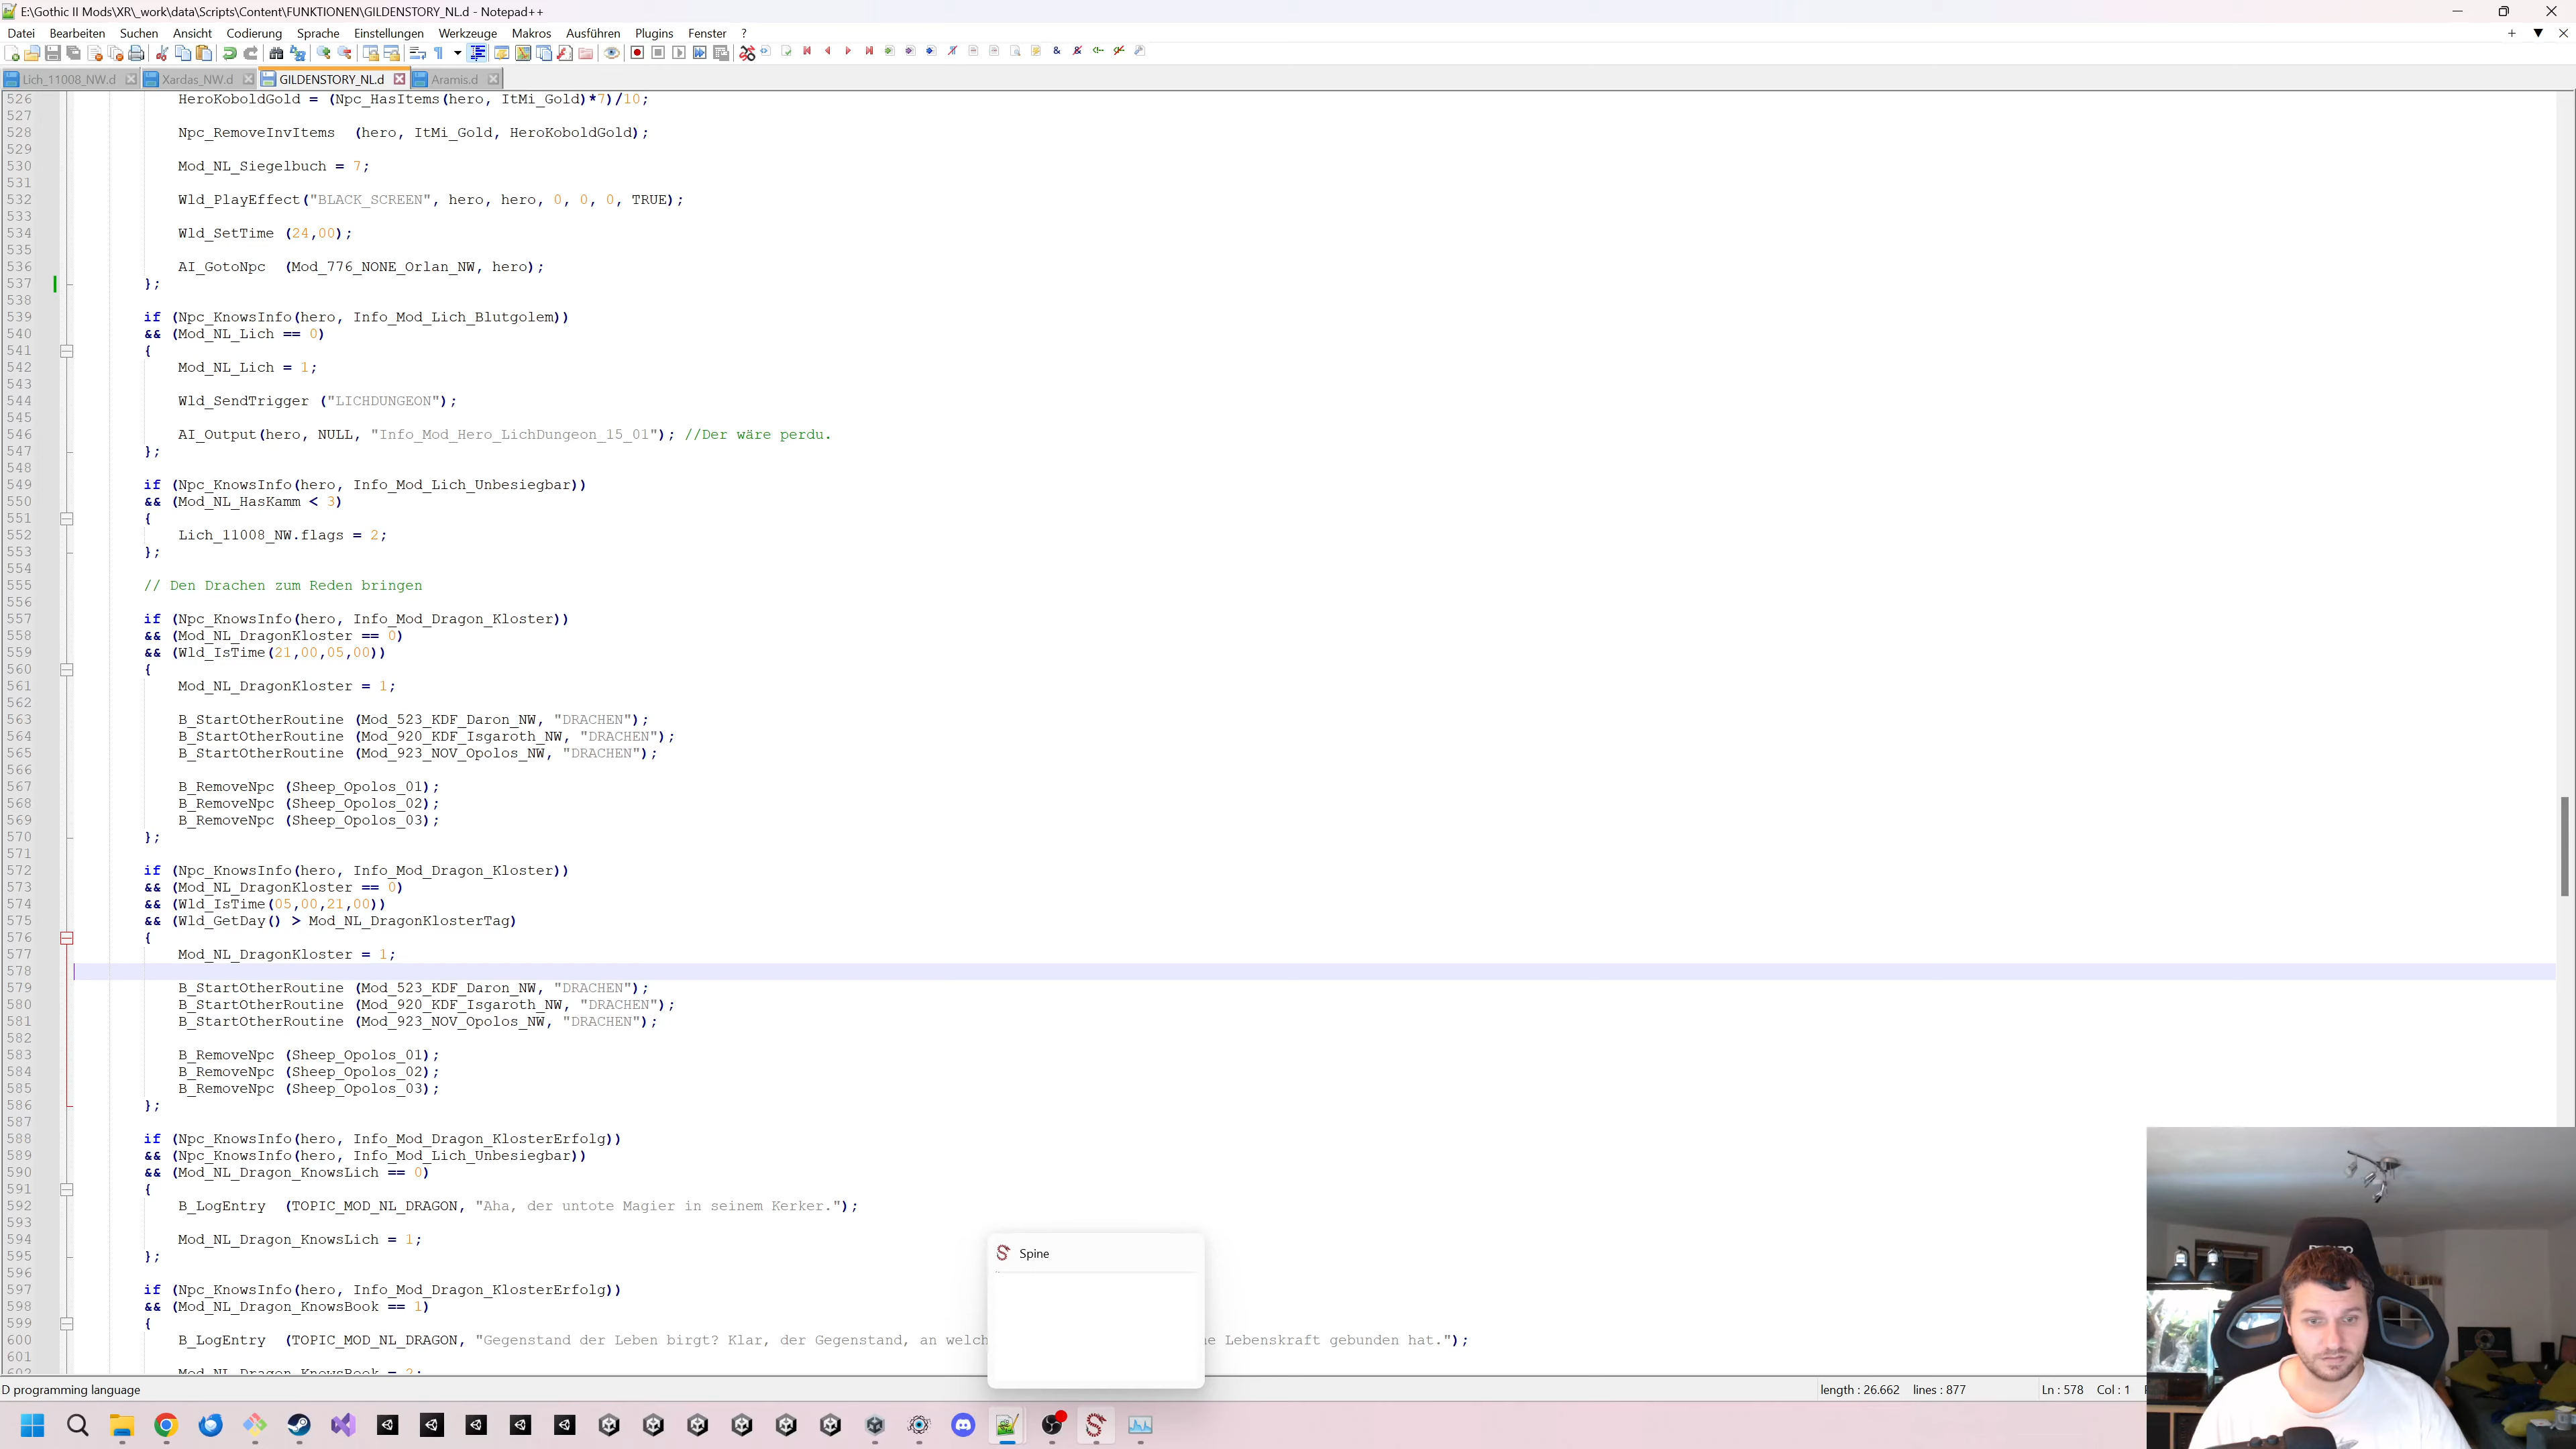 E:\Gothic II Mods\XR\_work\data\Scripts\Content\FUNKTIONEN\GILDENSTORY_NL.d - Notepad++
Datei Bearbeiten Suchen Ansicht Codierung Sprache Einstellungen Werkzeuge Makros Ausführen Plugins Fenster ?
Lich_11008_NW.d Xardas_NW.d GILDENSTORY_NL.d Aramis.d
526 HeroKoboldGold = (Npc_HasItems(hero, ItMi_Gold)*7)/10;
527
528 Npc_RemoveInvItems (hero, ItMi_Gold, HeroKoboldGold);
529
530 Mod_NL_Siegelbuch = 7;
531
532 Wld_PlayEffect("BLACK_SCREEN", hero, hero, 0, 0, 0, TRUE);
533
534 Wld_SetTime (24,00);
535
536 AI_GotoNpc (Mod_776_NONE_Orlan_NW, hero);
537 };
538
539 if (Npc_KnowsInfo(hero, Info_Mod_Lich_Blutgolem))
540 && (Mod_NL_Lich == 0)
541 {
542 Mod_NL_Lich = 1;
543
544 Wld_SendTrigger ("LICHDUNGEON");
545
546 AI_Output(hero, NULL, "Info_Mod_Hero_LichDungeon_15_01"); //Der wäre perdu.
547 };
548
549 if (Npc_KnowsInfo(hero, Info_Mod_Lich_Unbesiegbar))
550 && (Mod_NL_HasKamm < 3)
551 {
552 Lich_11008_NW.flags = 2;
553 };
554
555 // Den Drachen zum Reden bringen
556
557 if (Npc_KnowsInfo(hero, Info_Mod_Dragon_Kloster))
558 && (Mod_NL_DragonKloster == 0)
559 && (Wld_IsTime(21,00,05,00))
560 {
561 Mod_NL_DragonKloster = 1;
562
563 B_StartOtherRoutine (Mod_523_KDF_Daron_NW, "DRACHEN");
564 B_StartOtherRoutine (Mod_920_KDF_Isgaroth_NW, "DRACHEN");
565 B_StartOtherRoutine (Mod_923_NOV_Opolos_NW, "DRACHEN");
566
567 B_RemoveNpc (Sheep_Opolos_01);
568 B_RemoveNpc (Sheep_Opolos_02);
569 B_RemoveNpc (Sheep_Opolos_03);
570 };
571
572 if (Npc_KnowsInfo(hero, Info_Mod_Dragon_Kloster))
573 && (Mod_NL_DragonKloster == 0)
574 && (Wld_IsTime(05,00,21,00))
575 && (Wld_GetDay() > Mod_NL_DragonKlosterTag)
576 {
577 Mod_NL_DragonKloster = 1;
578
579 B_StartOtherRoutine (Mod_523_KDF_Daron_NW, "DRACHEN");
580 B_StartOtherRoutine (Mod_920_KDF_Isgaroth_NW, "DRACHEN");
581 B_StartOtherRoutine (Mod_923_NOV_Opolos_NW, "DRACHEN");
582
583 B_RemoveNpc (Sheep_Opolos_01);
584 B_RemoveNpc (Sheep_Opolos_02);
585 B_RemoveNpc (Sheep_Opolos_03);
586 };
587
588 if (Npc_KnowsInfo(hero, Info_Mod_Dragon_KlosterErfolg))
589 && (Npc_KnowsInfo(hero, Info_Mod_Lich_Unbesiegbar))
590 && (Mod_NL_Dragon_KnowsLich == 0)
591 {
592 B_LogEntry (TOPIC_MOD_NL_DRAGON, "Aha, der untote Magier in seinem Kerker.");
593
594 Mod_NL_Dragon_KnowsLich = 1;
595 };
596
597 if (Npc_KnowsInfo(hero, Info_Mod_Dragon_KlosterErfolg))
598 && (Mod_NL_Dragon_KnowsBook == 1)
599 {
600 B_LogEntry (TOPIC_MOD_NL_DRAGON, "Gegenstand der Leben birgt? Klar, der Gegenstand, an welch e Lebenskraft gebunden hat.");
601
602 Mod_NL_Dragon_KnowsBook = 2;
Spine
D programming language length : 26.662 lines : 877 Ln : 578 Col : 1